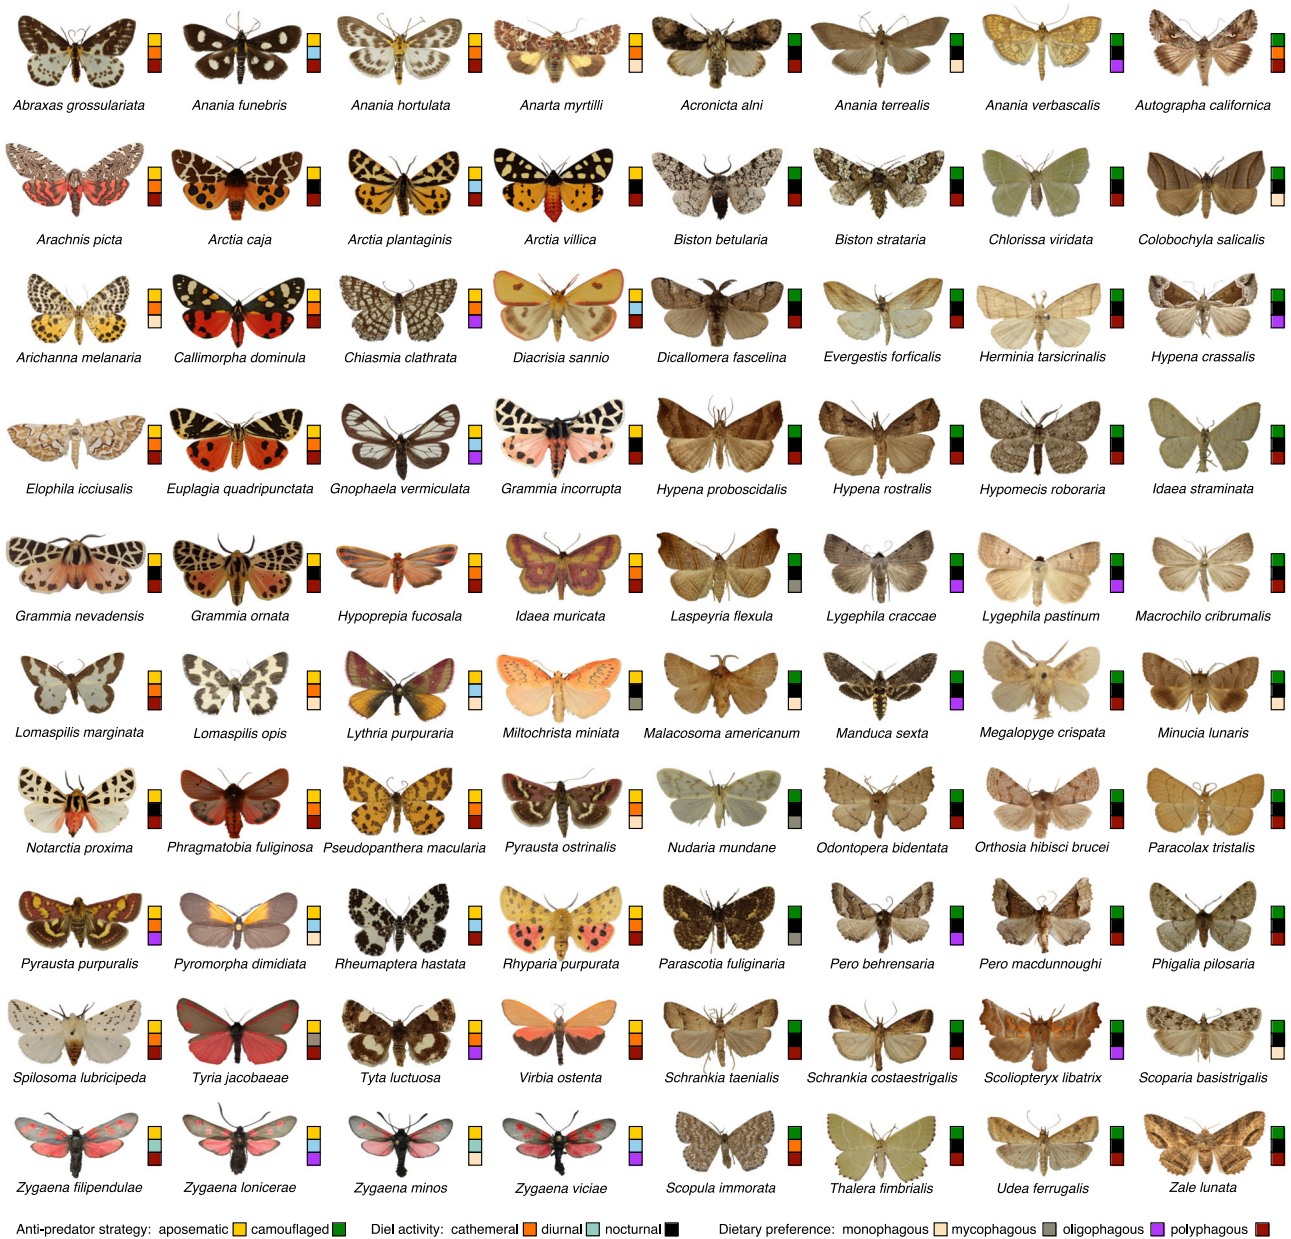 Abraxas grossulariata Anania funebris Anania hortulata Anarta myrtilli Acronicta alni Anania terrealis Anania verbascalis Autographa californica
Arachnis picta Arctia caja Arctia plantaginis Arctia villica Biston betularia Biston strataria Chlorissa viridata Colobochyla salicalis
Arichanna melanaria Callimorpha dominula Chiasmia clathrata Diacrisia sannio Dicallomera fascelina Evergestis forficalis Herminia tarsicrinalis Hypena crassalis
Elophila icciusalis Euplagia quadripunctata Gnophaela vermiculata Grammia incorrupta Hypena proboscidalis Hypena rostralis Hypomecis roboraria Idaea straminata
Grammia nevadensis Grammia ornata Hypoprepia fucosala Idaea muricata Laspeyria flexula Lygephila craccae Lygephila pastinum Macrochilo cribrumalis
Lomaspilis marginata Lomaspilis opis Lythria purpuraria Miltochrista miniata Malacosoma americanum Manduca sexta Megalopyge crispata Minucia lunaris
Notarctia proxima Phragmatobia fuliginosa Pseudopanthera macularia Pyrausta ostrinalis Nudaria mundane Odontopera bidentata Orthosia hibisci brucei Paracolax tristalis
Pyrausta purpuralis Pyromorpha dimidiata Rheumaptera hastata Rhyparia purpurata Parascotia fuliginaria Pero behrensaria Pero macdunnoughi Phigalia pilosaria
Spilosoma lubricipeda Tyria jacobaeae Tyta luctuosa Virbia ostenta Schrankia taenialis Schrankia costaestrigalis Scoliopteryx libatrix Scoparia basistrigalis
Zygaena filipendulae Zygaena lonicerae Zygaena minos Zygaena viciae Scopula immorata Thalera fimbrialis Udea ferrugalis Zale lunata
Anti-predator strategy: aposematic camouflaged Diel activity: cathemeral diurnal nocturnal Dietary preference: monophagous mycophagous oligophagous polyphagous